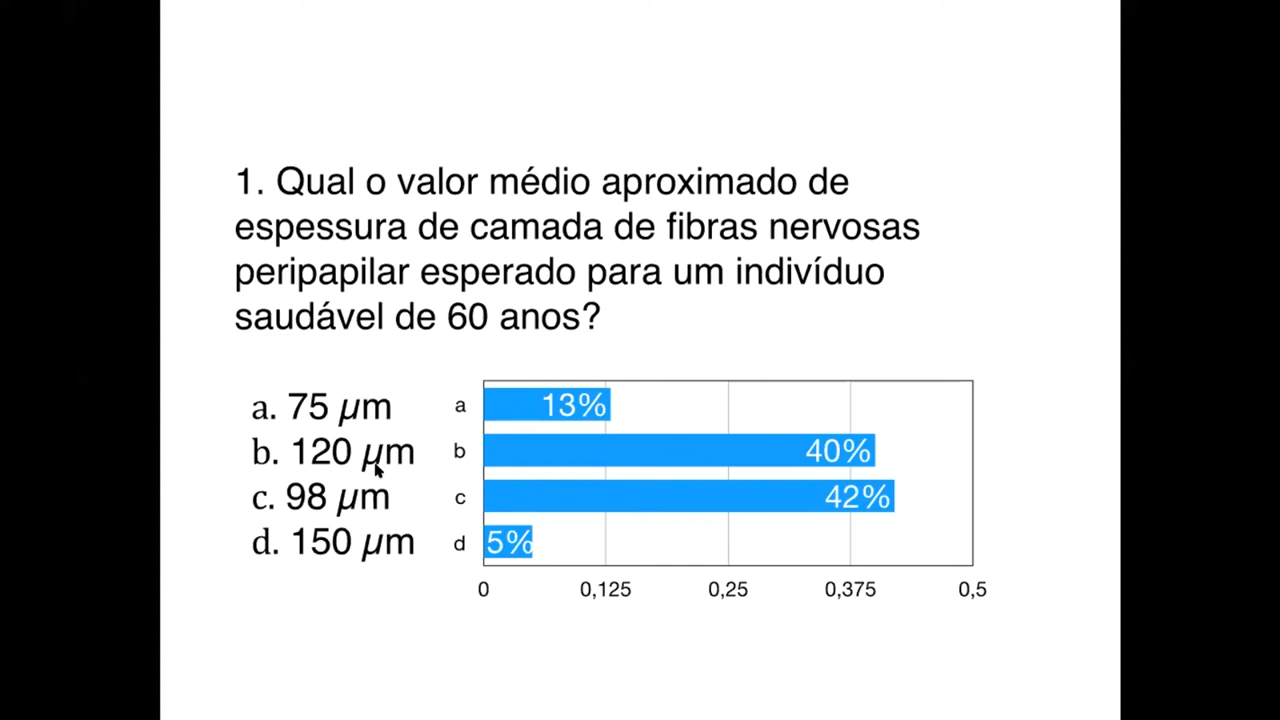 1. Qual o valor médio aproximado de
espessura de camada de fibras nervosas
peripapilar esperado para um indivíduo
saudável de 60 anos?
a. 75 µm
b. 120 µm
c. 98 µm
d. 150 µm
a 13%
b 40%
c 42%
d 5%
0 0,125 0,25 0,375 0,5